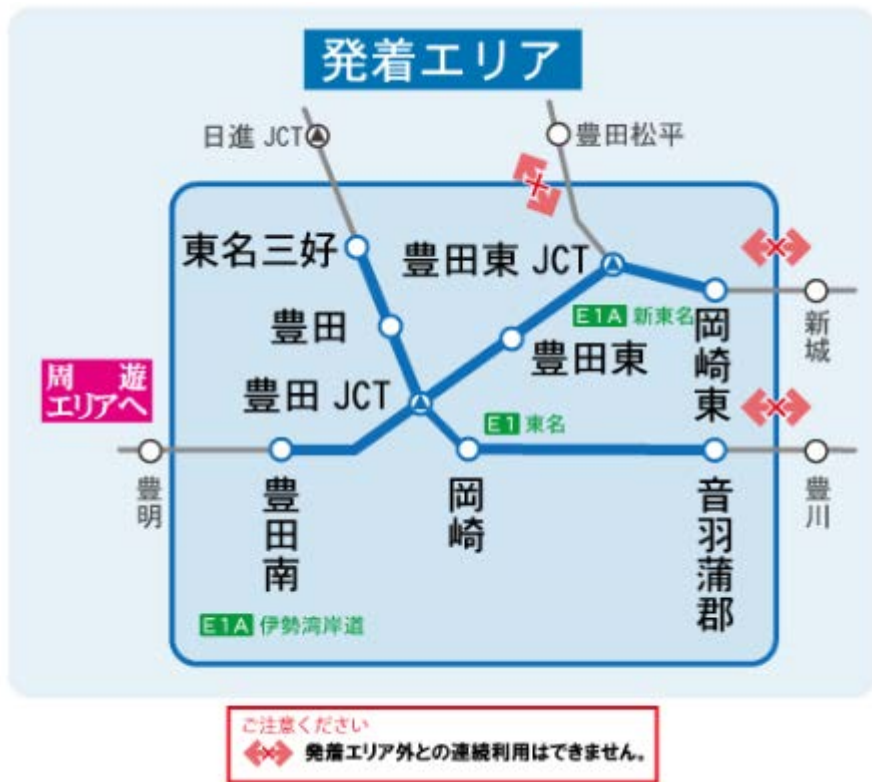 発着エリア
日進 JCT
豊田松平
東名三好
豊田東 JCT
豊田
E1A 新東名
岡崎東
新城
豊田東
周遊
エリアへ
豊田 JCT
E1 東名
豊明
豊田南
岡崎
音羽蒲郡
豊川
E1A 伊勢湾岸道
ご注意ください
発着エリア外との連続利用はできません。